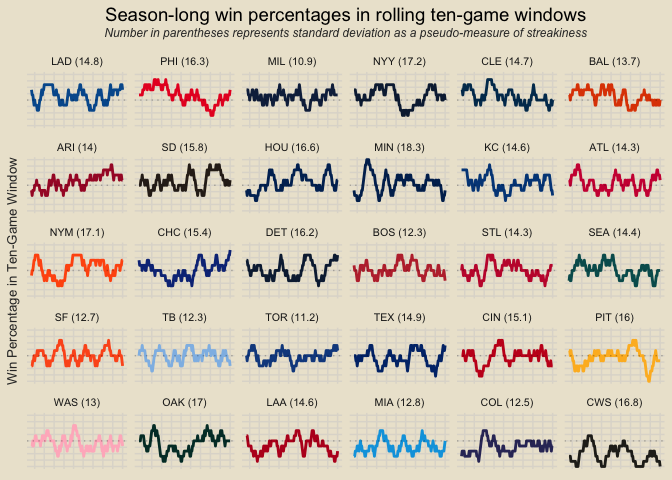 Season-long win percentages in rolling ten-game windows
Number in parentheses represents standard deviation as a pseudo-measure of streakiness
LAD (14.8) PHI (16.3) MIL (10.9) NYY (17.2) CLE (14.7) BAL (13.7)
ARI (14) SD (15.8) HOU (16.6) MIN (18.3) KC (14.6) ATL (14.3)
NYM (17.1) CHC (15.4) DET (16.2) BOS (12.3) STL (14.3) SEA (14.4)
SF (12.7) TB (12.3) TOR (11.2) TEX (14.9) CIN (15.1) PIT (16)
WAS (13) OAK (17) LAA (14.6) MIA (12.8) COL (12.5) CWS (16.8)
Win Percentage in Ten-Game Window